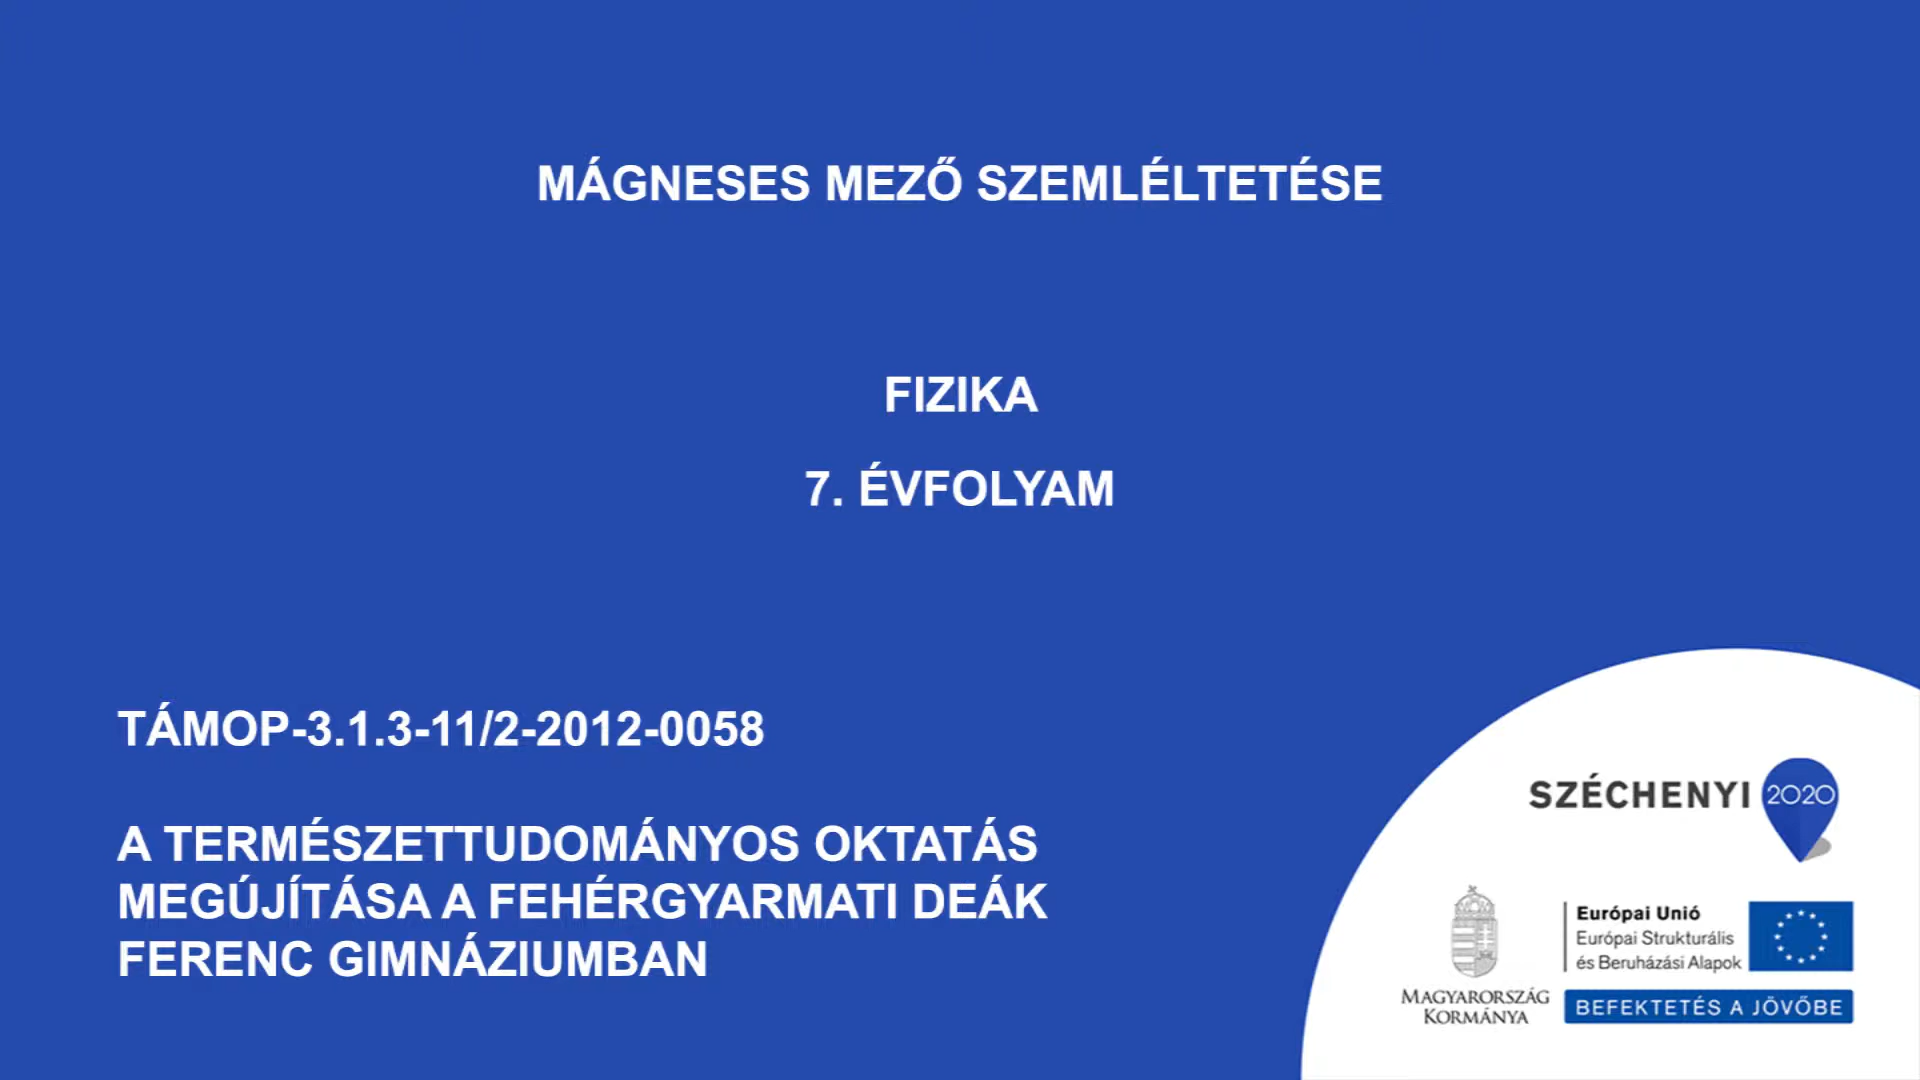 MÁGNESES MEZŐ SZEMLÉLTETÉSE
FIZIKA
7. ÉVFOLYAM
TÁMOP-3.1.3-11/2-2012-0058
A TERMÉSZETTUDOMÁNYOS OKTATÁS
MEGÚJÍTÁSA A FEHÉRGYARMATI DEÁK
FERENC GIMNÁZIUMBAN
SZÉCHENYI 2020
MAGYARORSZÁG
KORMÁNYA
Európai Unió
Európai Strukturális
és Beruházási Alapok
BEFEKTETÉS A JÖVŐBE